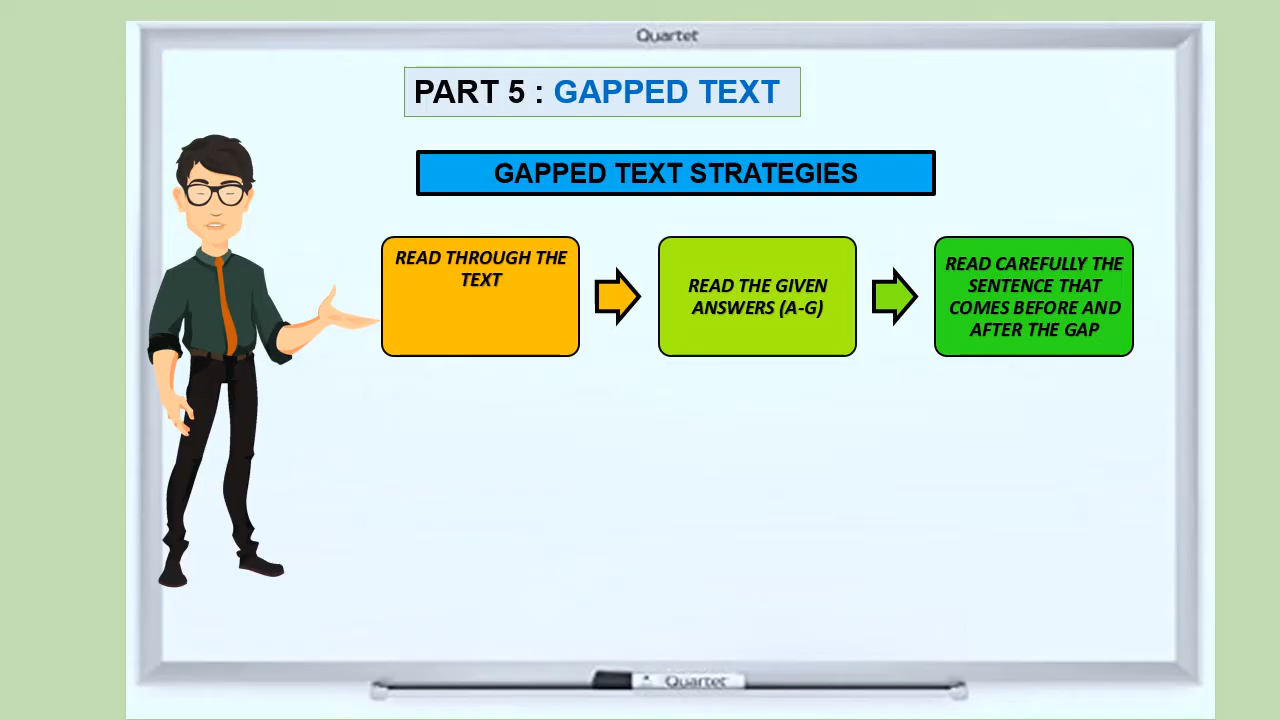 Quartet
PART 5 : GAPPED TEXT
GAPPED TEXT STRATEGIES
READ THROUGH THE
TEXT
READ THE GIVEN
ANSWERS (A-G)
READ CAREFULLY THE
SENTENCE THAT
COMES BEFORE AND
AFTER THE GAP
Quartet